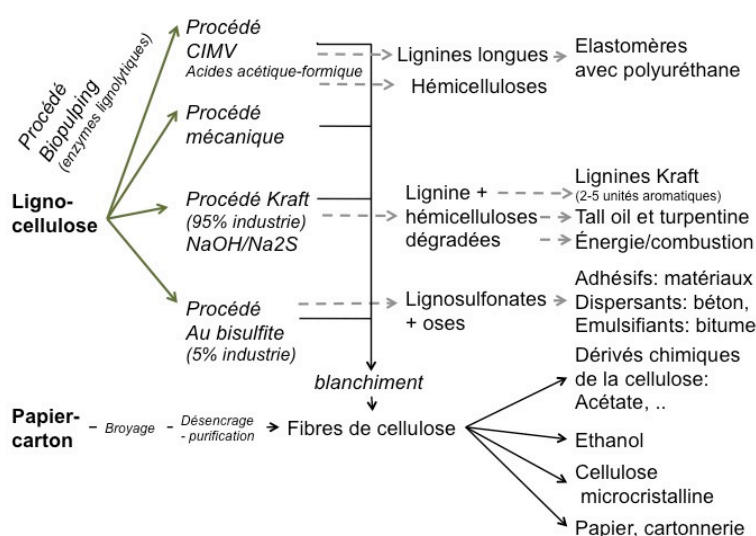 Procédé
Biopulping
(enzymes lignolytiques)
Ligno-
cellulose
Procédé
CIMV
Acides acétique-formique
Lignines longues
Hémicelluloses
Elastomères
avec polyuréthane
Procédé
mécanique
Procédé Kraft
(95% industrie)
NaOH/Na2S
Lignine +
hémicelluloses
dégradées
Lignines Kraft
(2-5 unités aromatiques)
Tall oil et turpentine
Énergie/combustion
Procédé
Au bisulfite
(5% industrie)
Lignosulfonates
+ oses
Adhésifs: matériaux
Dispersants: béton,
Emulsifiants: bitume
blanchiment
Papier-
carton
Broyage
Désencrage
- purification
Fibres de cellulose
Dérivés chimiques
de la cellulose:
Acétate, ..
Ethanol
Cellulose
microcristalline
Papier, cartonnerie